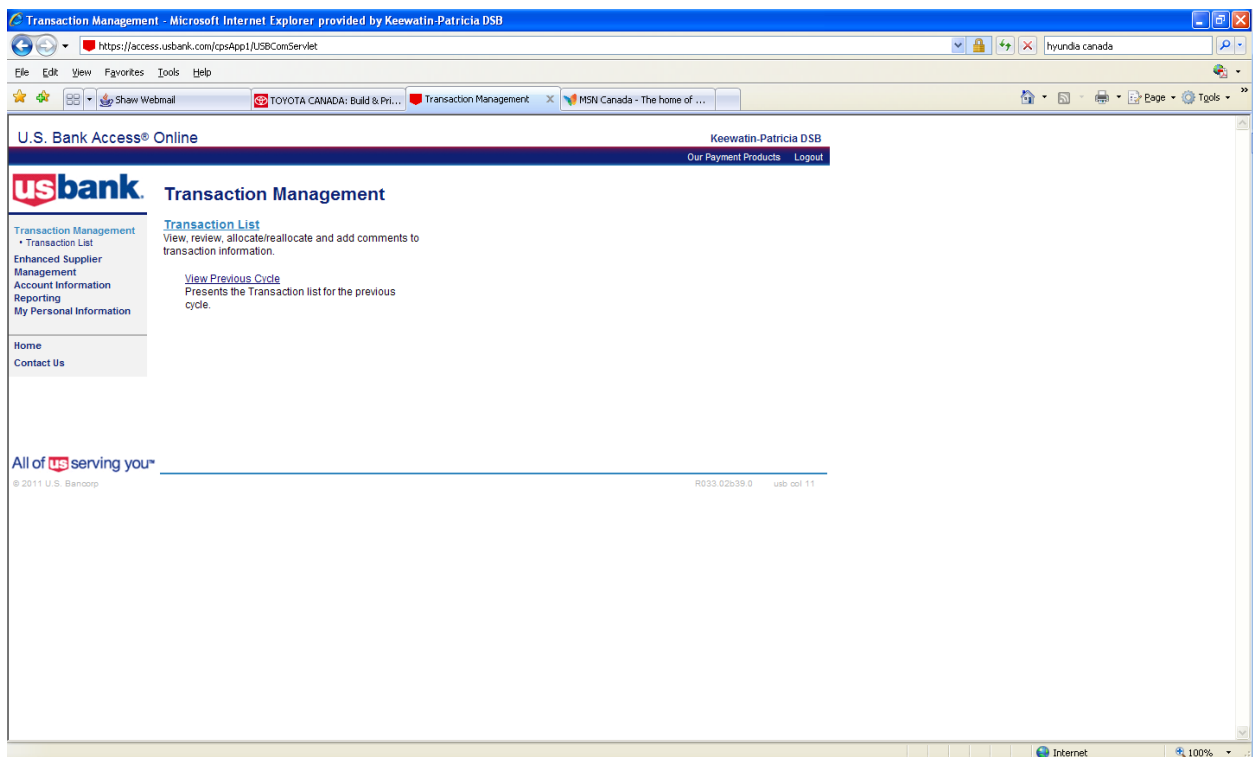 Transaction Management - Microsoft Internet Explorer provided by Keewatin-Patricia DSB
https://access.usbank.com/cpsApp1/USBComServlet
hyundia canada
File Edit View Favorites Tools Help
Shaw Webmail TOYOTA CANADA: Build & Pri... Transaction Management X MSN Canada - The home of ... Page Tools »
U.S. Bank Access® Online Keewatin-Patricia DSB
Our Payment Products Logout
usbank.
Transaction Management
Transaction List
View, review, allocate/reallocate and add comments to
transaction information.
View Previous Cycle
Presents the Transaction list for the previous
cycle.
Transaction Management
• Transaction List
Enhanced Supplier
Management
Account Information
Reporting
My Personal Information
Home
Contact Us
All of us serving you™
© 2011 U.S. Bancorp R033.02b39.0 usb col 11
Internet 100%